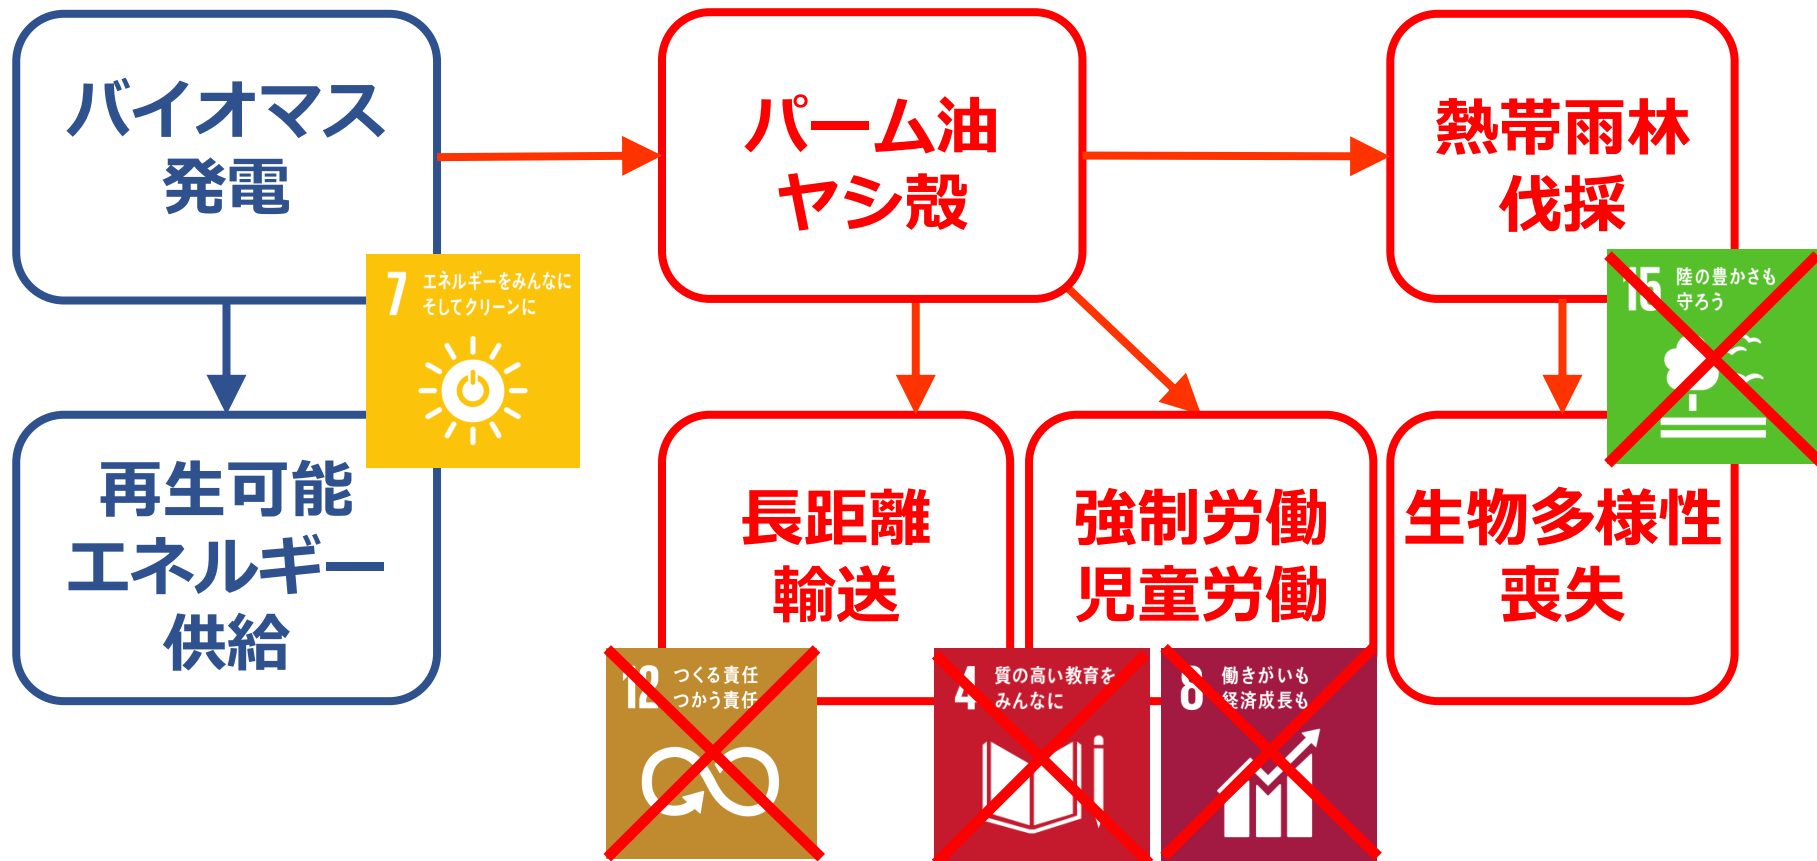 バイオマス
発電
パーム油
ヤシ殻
熱帯雨林
伐採
7 エネルギーをみんなに
そしてクリーンに
15 陸の豊かさも
守ろう
再生可能
エネルギー
供給
長距離
輸送
強制労働
児童労働
生物多様性
喪失
12 つくる責任
つかう責任
4 質の高い教育を
みんなに
8 働きがいも
経済成長も